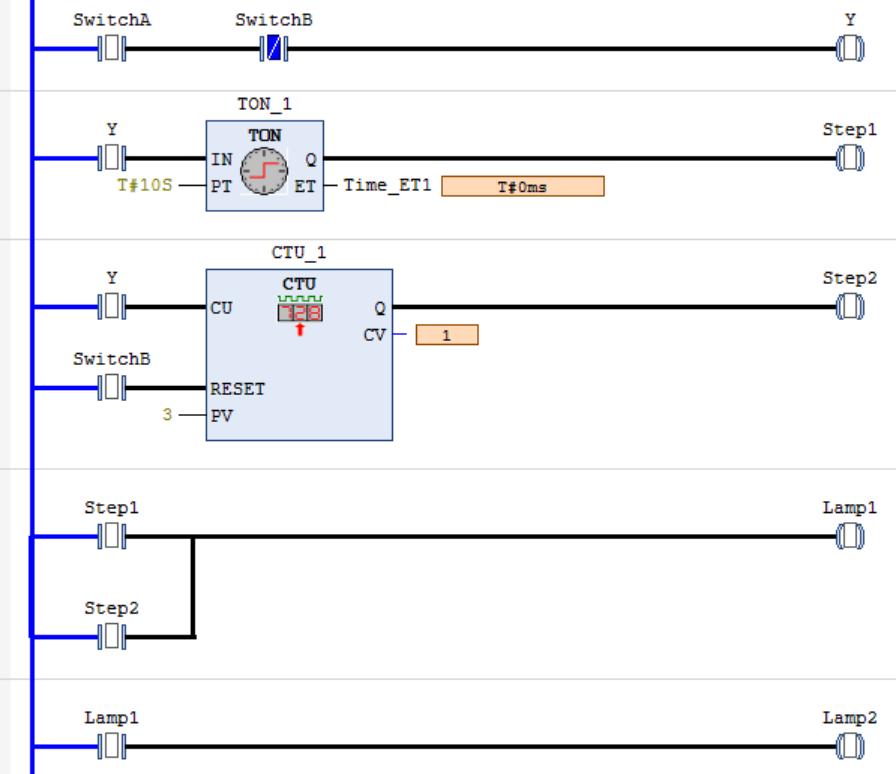 SwitchA SwitchB Y
TON_1
Y TON Step1
IN Q
T#10S PT ET Time_ET1 T#0ms
CTU_1
Y CTU Step2
CU 728 Q
CV 1
SwitchB
RESET
3 PV
Step1 Lamp1
Step2
Lamp1 Lamp2